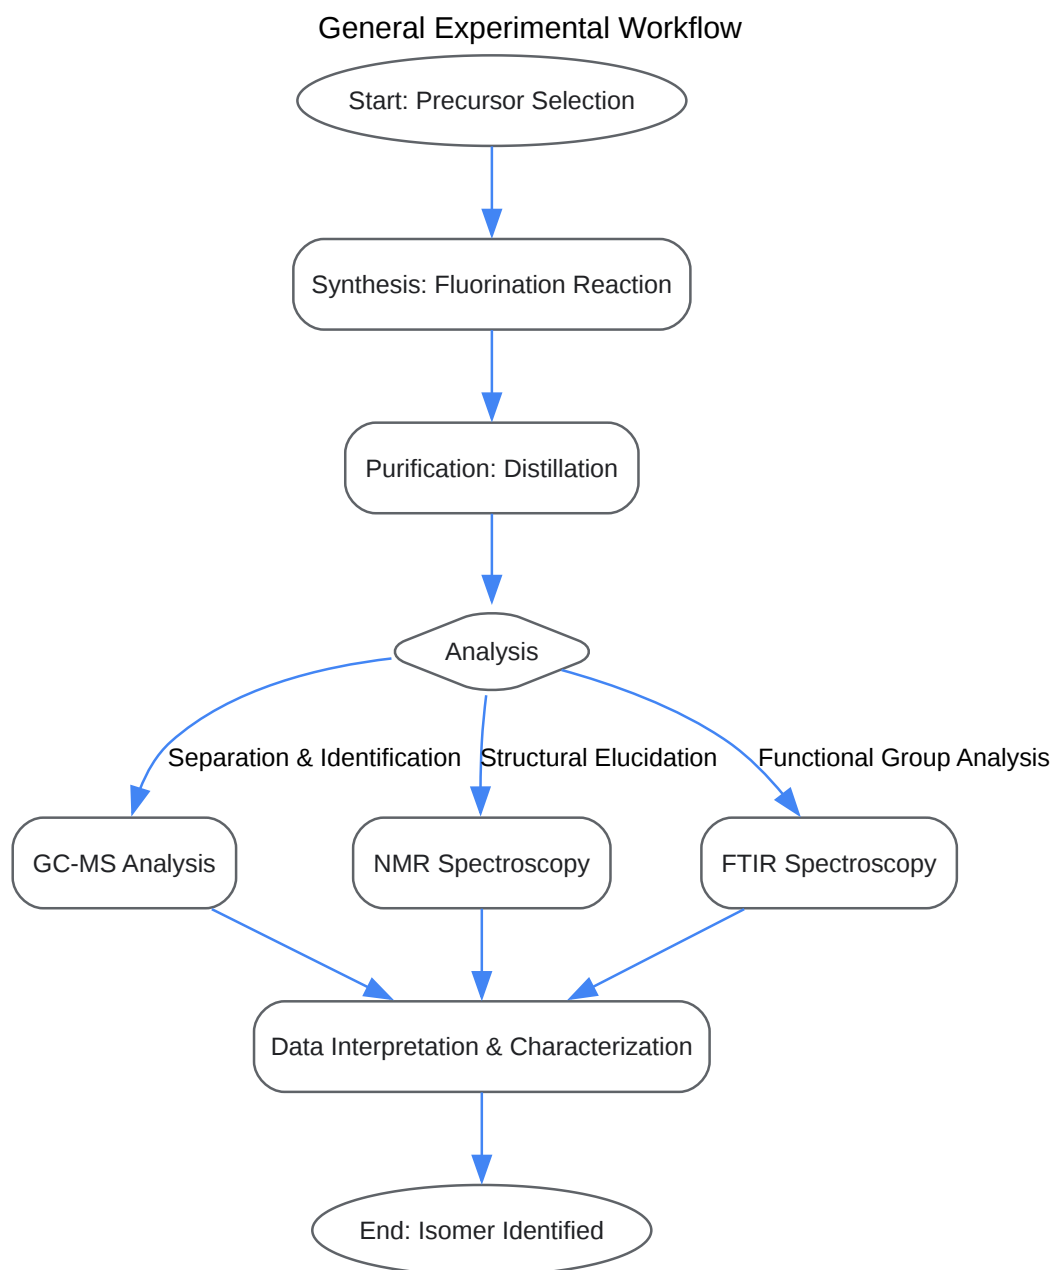 General Experimental Workflow
Start: Precursor Selection
Synthesis: Fluorination Reaction
Purification: Distillation
Analysis
Separation & Identification
Structural Elucidation
Functional Group Analysis
GC-MS Analysis
NMR Spectroscopy
FTIR Spectroscopy
Data Interpretation & Characterization
End: Isomer Identified